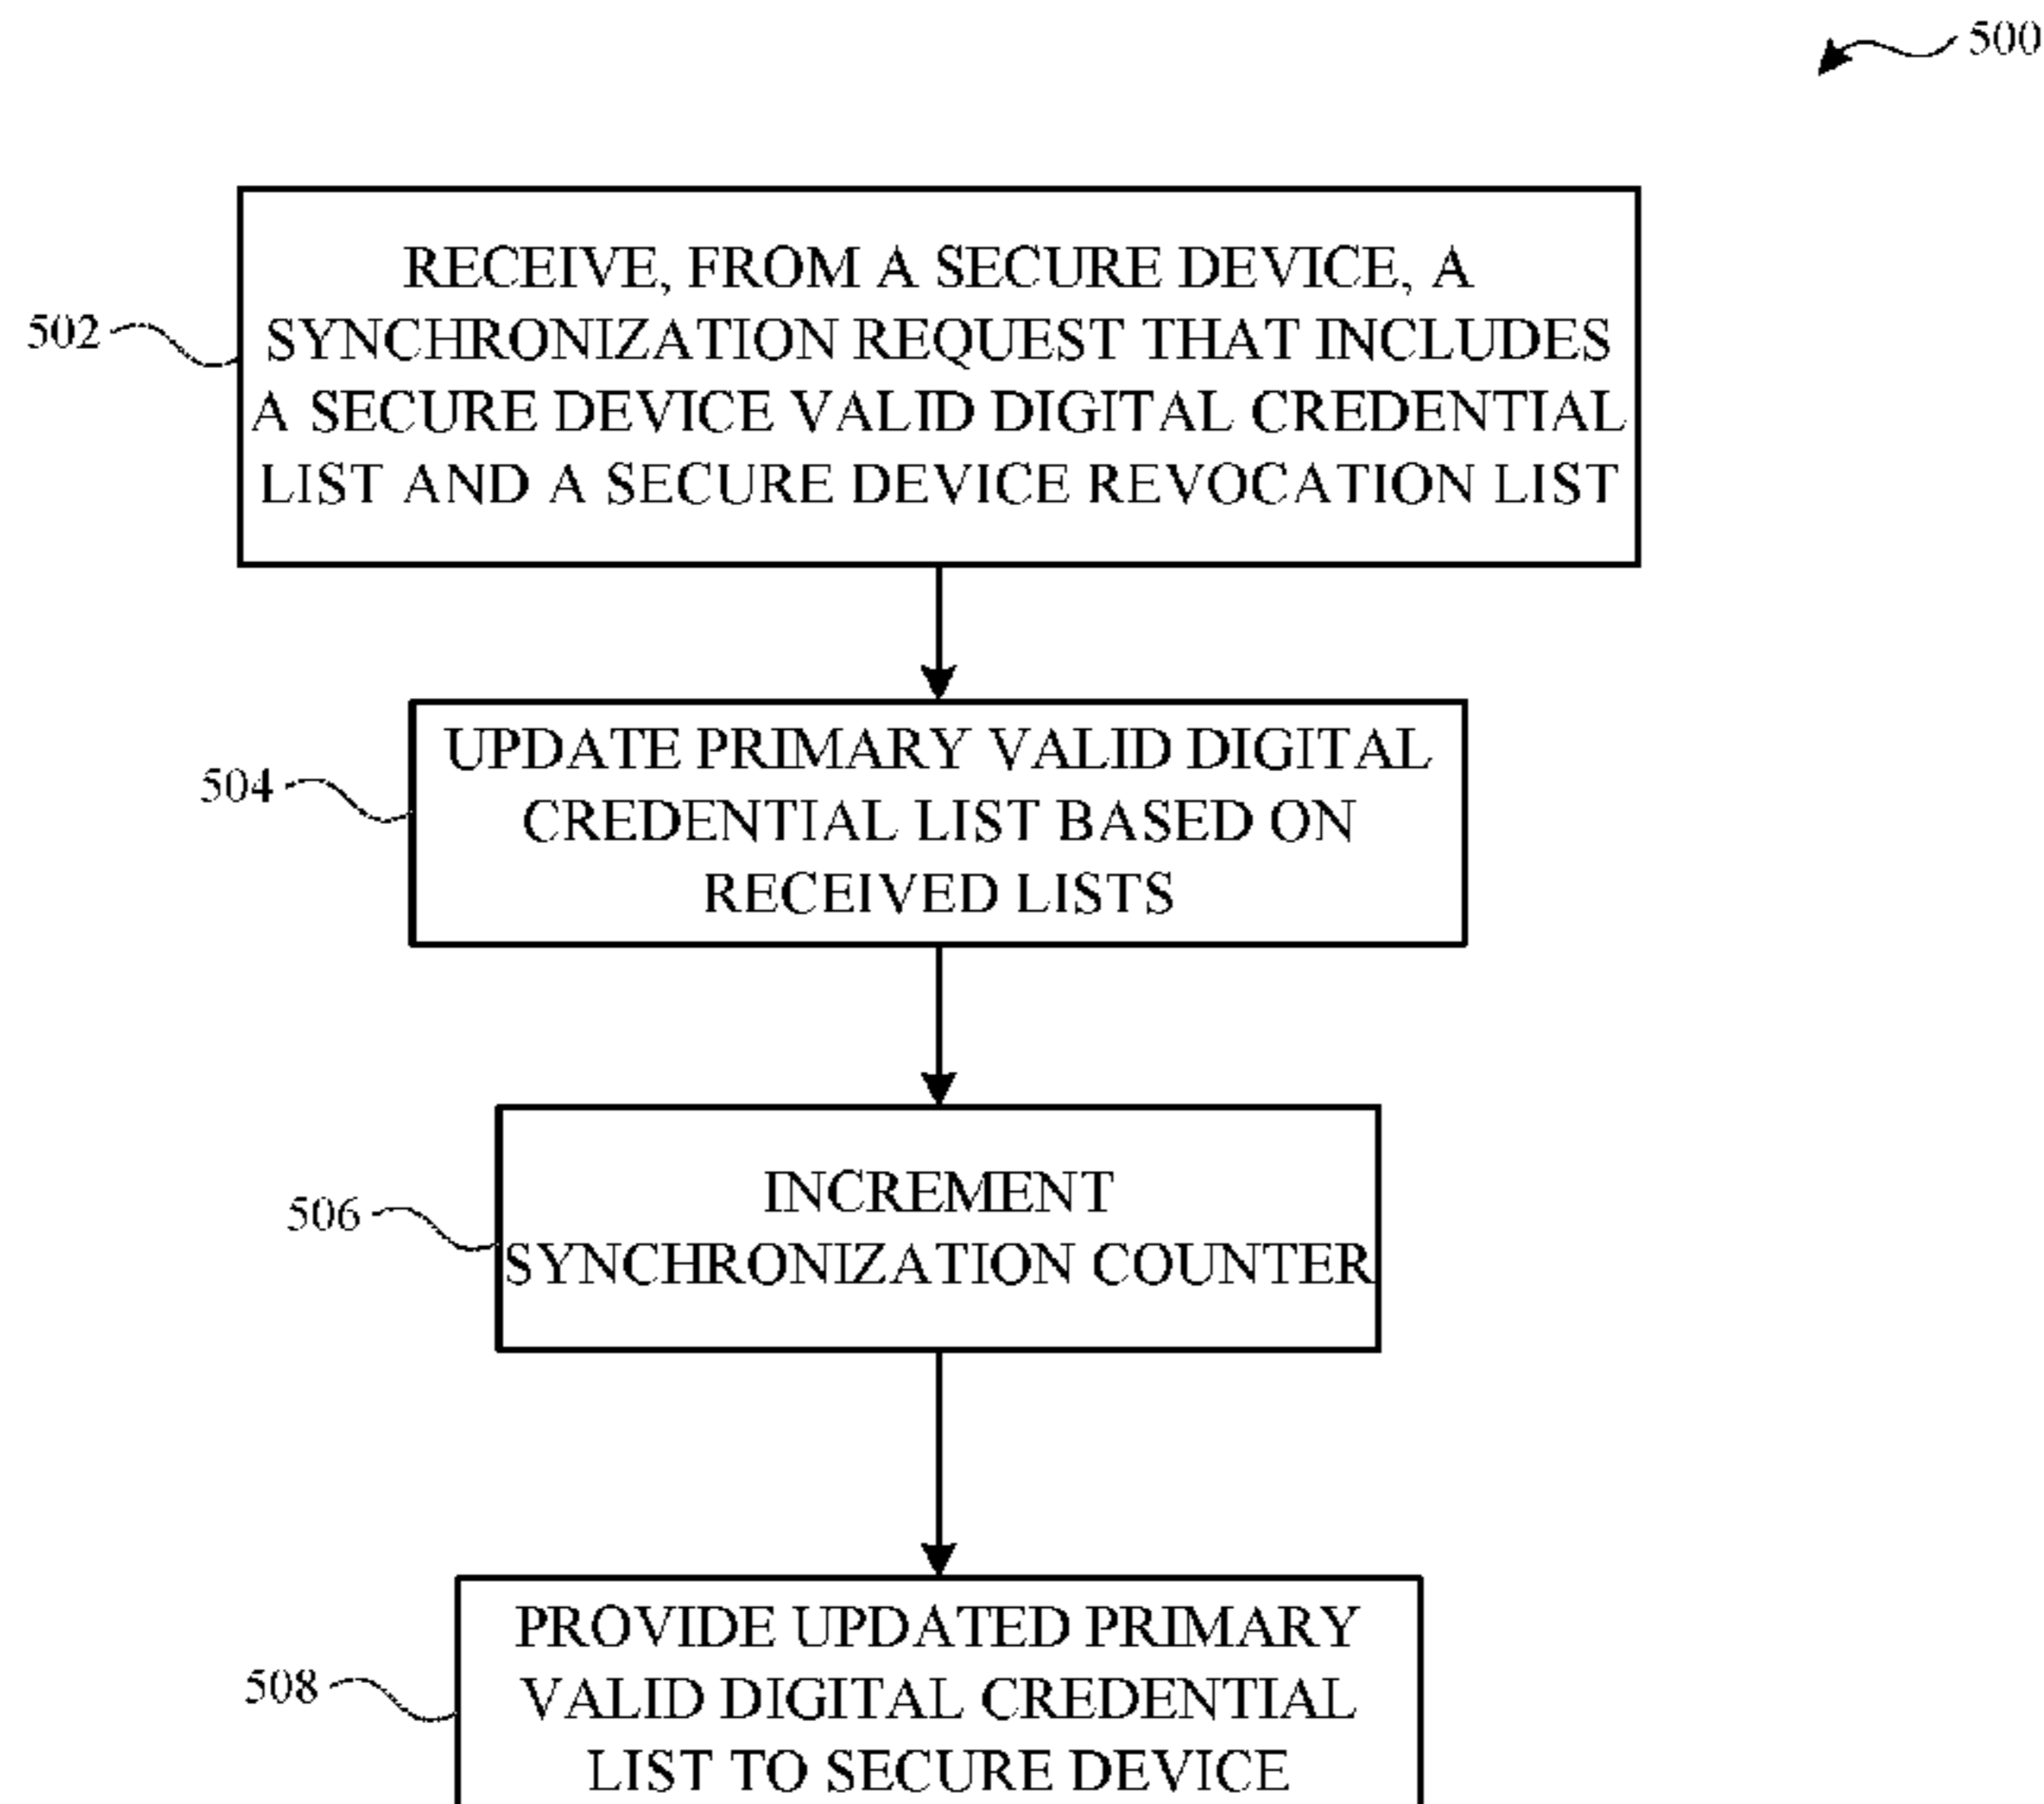 500
502
RECEIVE, FROM A SECURE DEVICE, A
SYNCHRONIZATION REQUEST THAT INCLUDES
A SECURE DEVICE VALID DIGITAL CREDENTIAL
LIST AND A SECURE DEVICE REVOCATION LIST
504
UPDATE PRIMARY VALID DIGITAL
CREDENTIAL LIST BASED ON
RECEIVED LISTS
506
INCREMENT
SYNCHRONIZATION COUNTER
508
PROVIDE UPDATED PRIMARY
VALID DIGITAL CREDENTIAL
LIST TO SECURE DEVICE